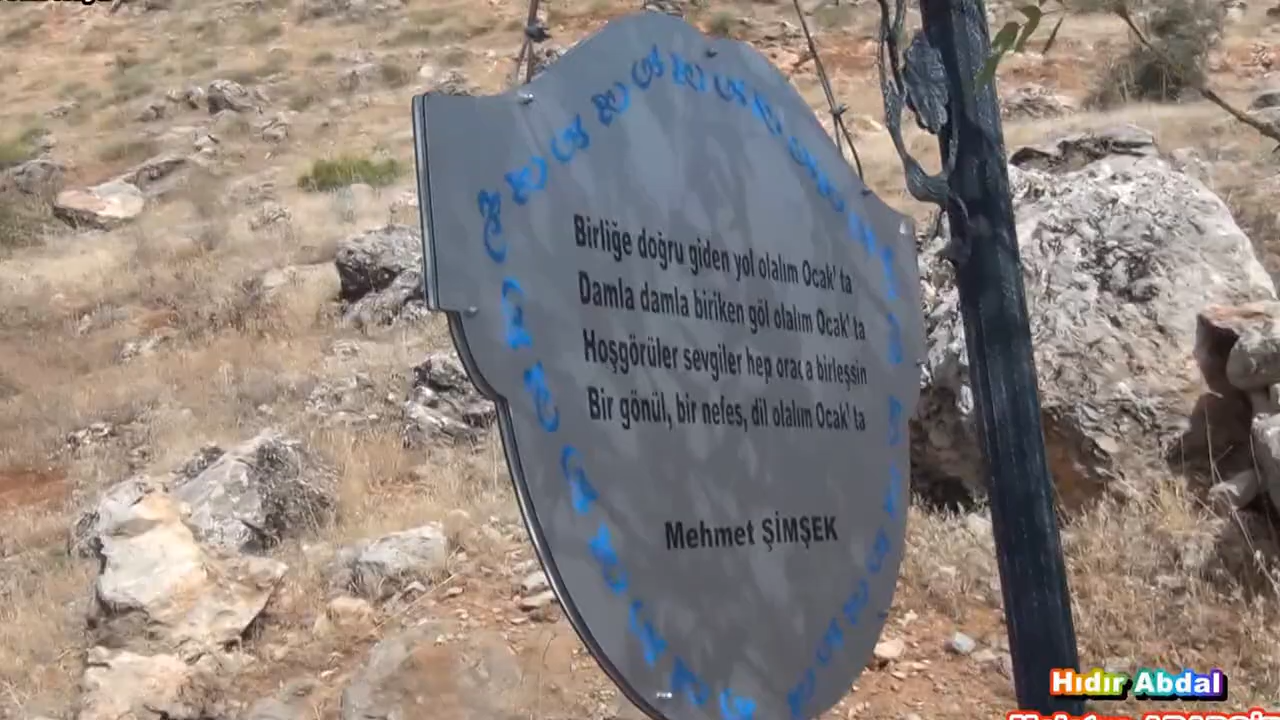 Birliğe doğru giden yol olalım Ocak' ta
Damla damla biriken göl olalım Ocak' ta
Hoşgörüler sevgiler hep orada birleşsin
Bir gönül, bir nefes, dil olalım Ocak' ta
Mehmet ŞİMŞEK
Hıdır Abdal